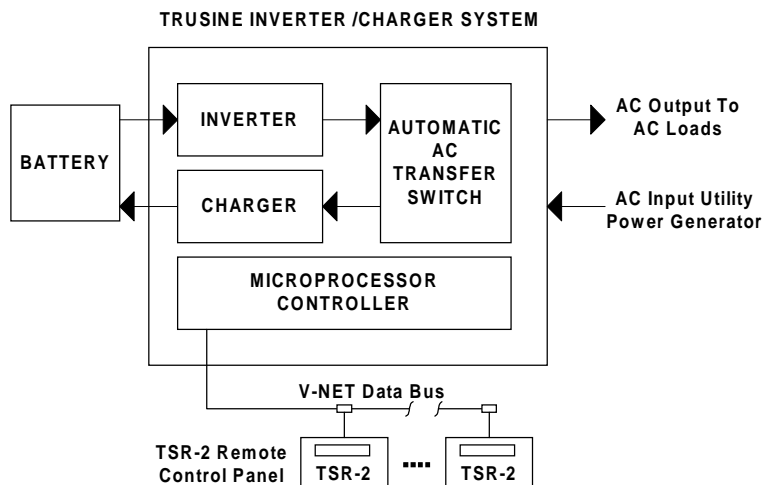 TRUSINE INVERTER /CHARGER SYSTEM
BATTERY
INVERTER
CHARGER
AUTOMATIC
AC
TRANSFER
SWITCH
AC Output To
AC Loads
AC Input Utility
Power Generator
MICROPROCESSOR
CONTROLLER
V-NET Data Bus
TSR-2 Remote
Control Panel
TSR-2
TSR-2